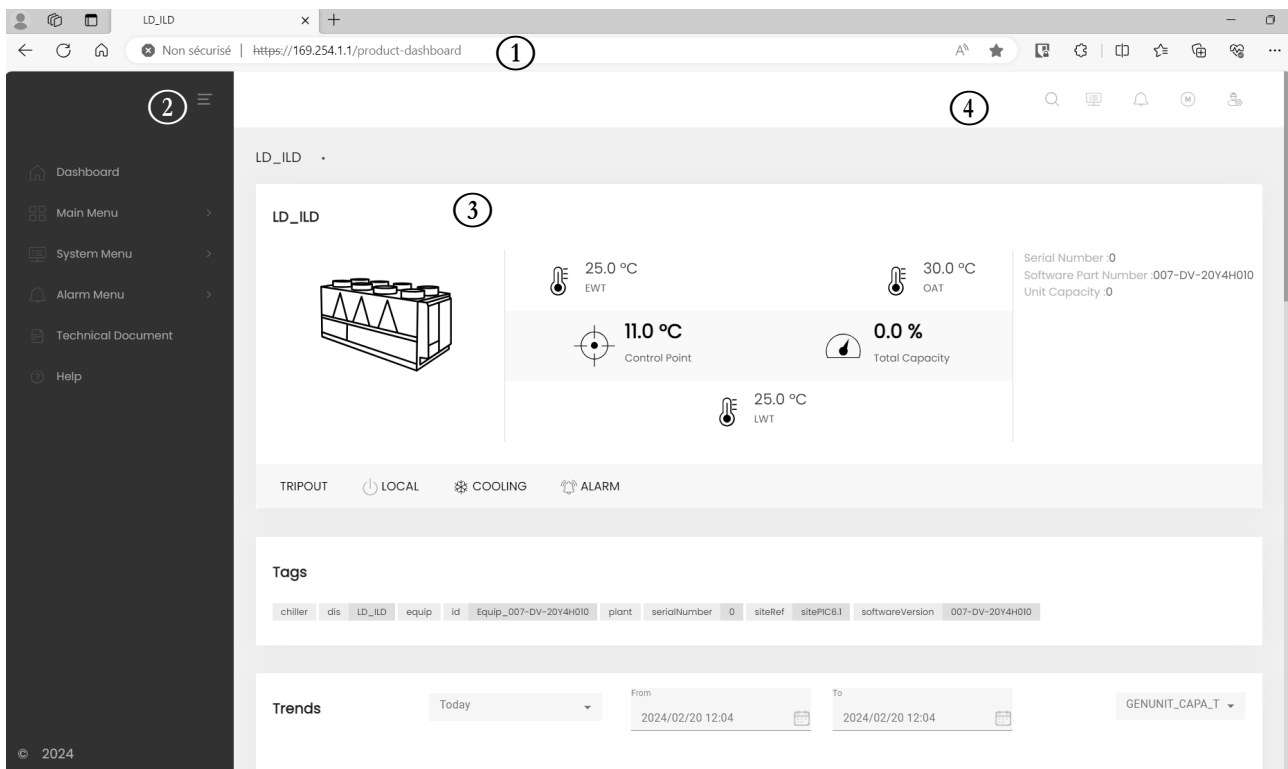 LD_ILD
Non sécurisé | https://169.254.1.1/product-dashboard
1
2
4
M
Dashboard
Main Menu
System Menu
Alarm Menu
Technical Document
Help
© 2024
LD_ILD •
LD_ILD
3
25.0 °C
EWT
30.0 °C
OAT
11.0 °C
Control Point
0.0 %
Total Capacity
25.0 °C
LWT
Serial Number :0
Software Part Number :007-DV-20Y4H010
Unit Capacity :0
TRIPOUT LOCAL COOLING ALARM
Tags
chiller dis LD_ILD equip id Equip_007-DV-20Y4H010 plant serialNumber 0 siteRef sitePIC6.1 softwareVersion 007-DV-20Y4H010
Trends
Today
From
2024/02/20 12:04
To
2024/02/20 12:04
GENUNIT_CAPA_T